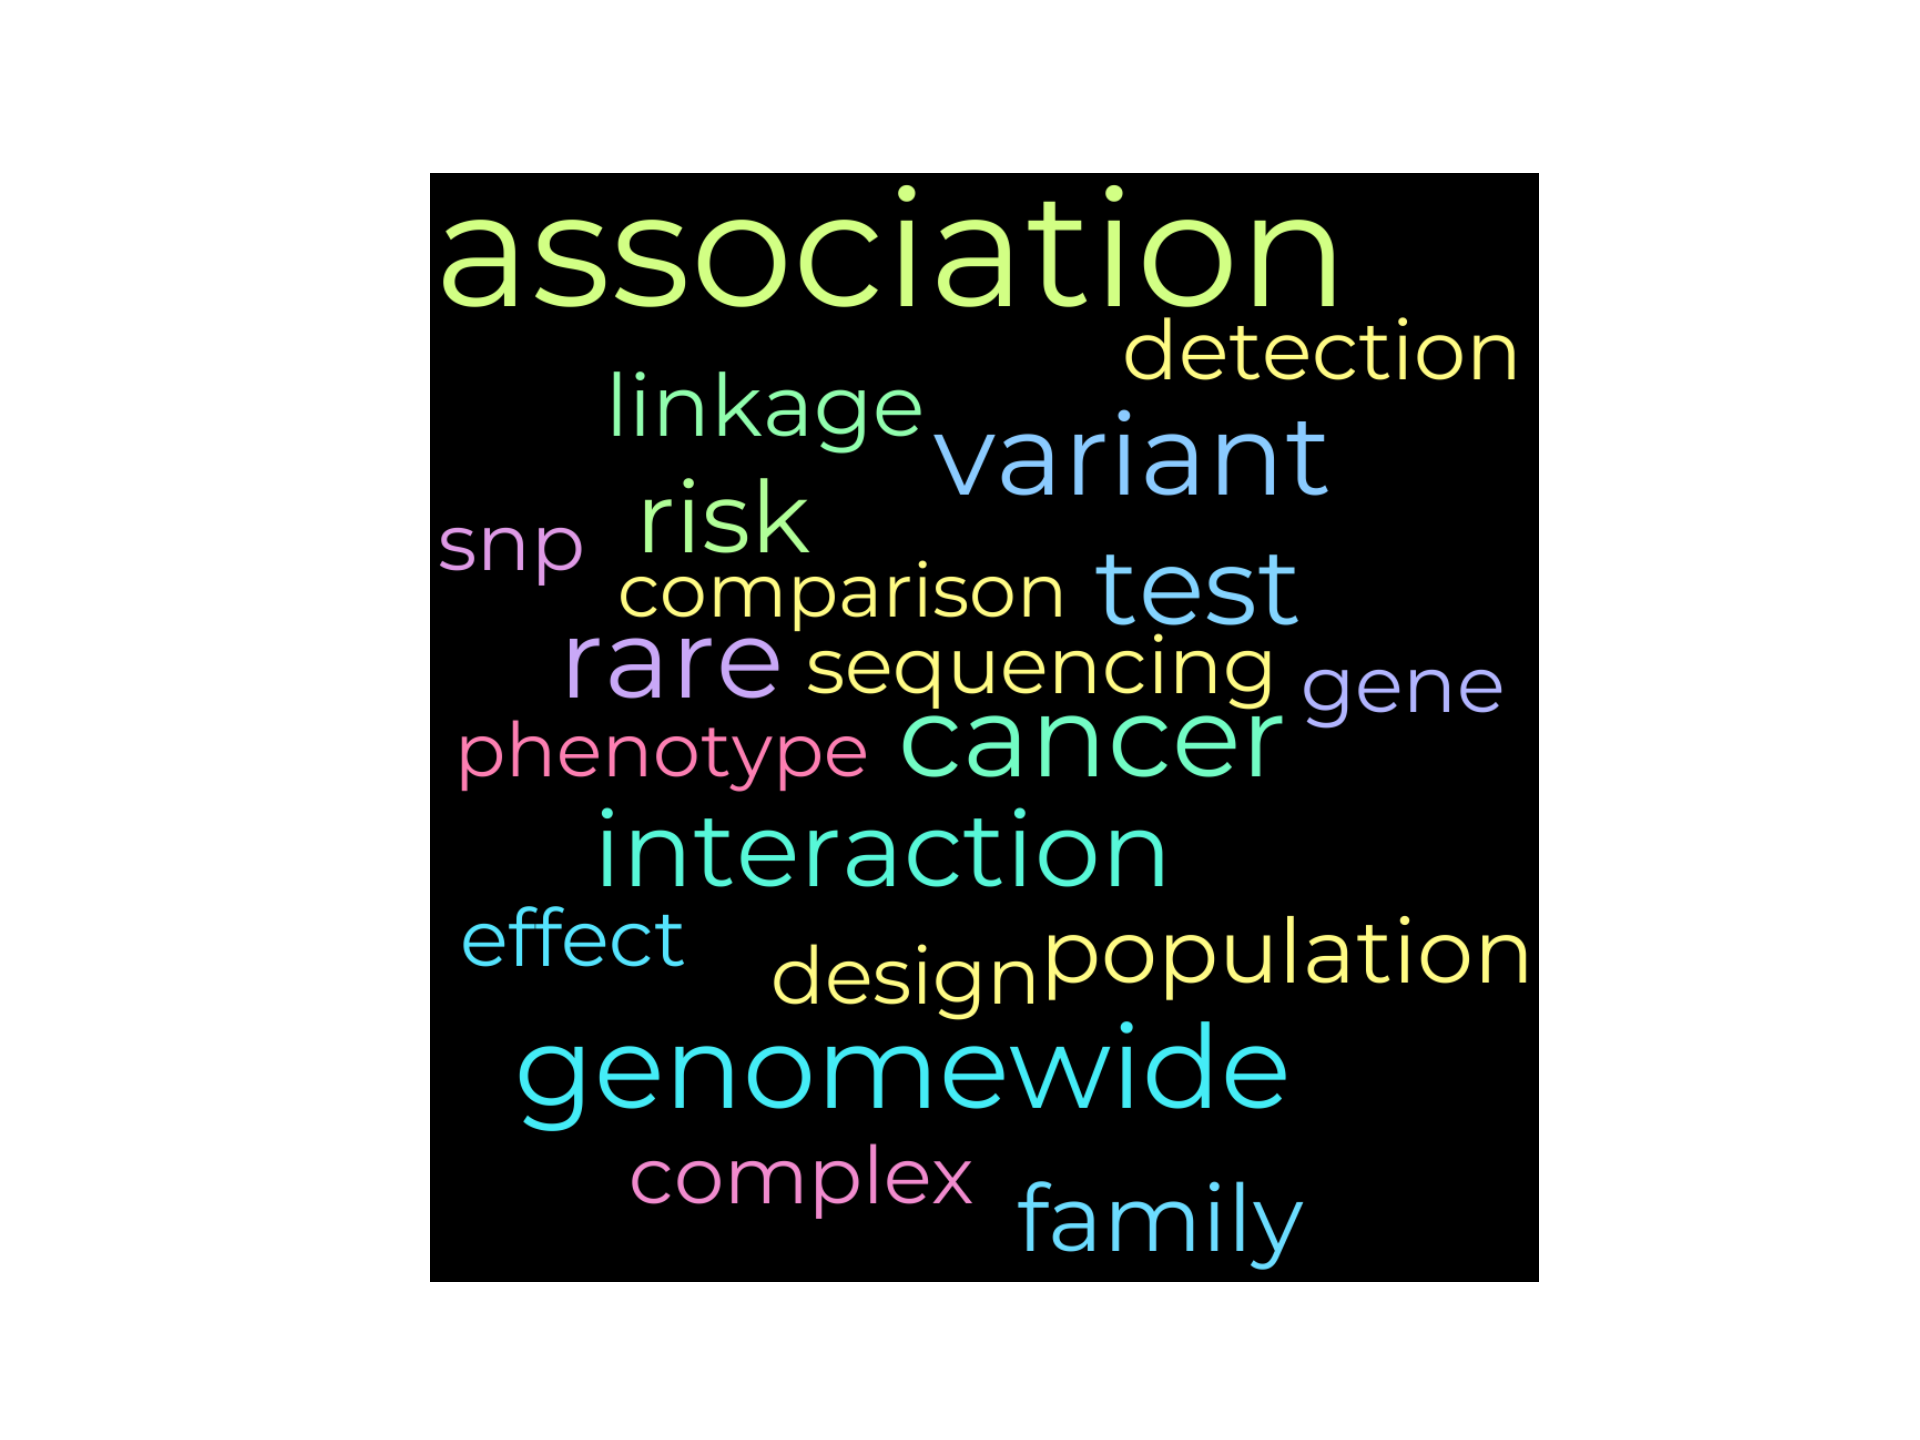 association
detection
linkage
variant
risk
snp
test
comparison
rare
sequencing
gene
cancer
phenotype
interaction
effect
population
design
genomewide
complex
family